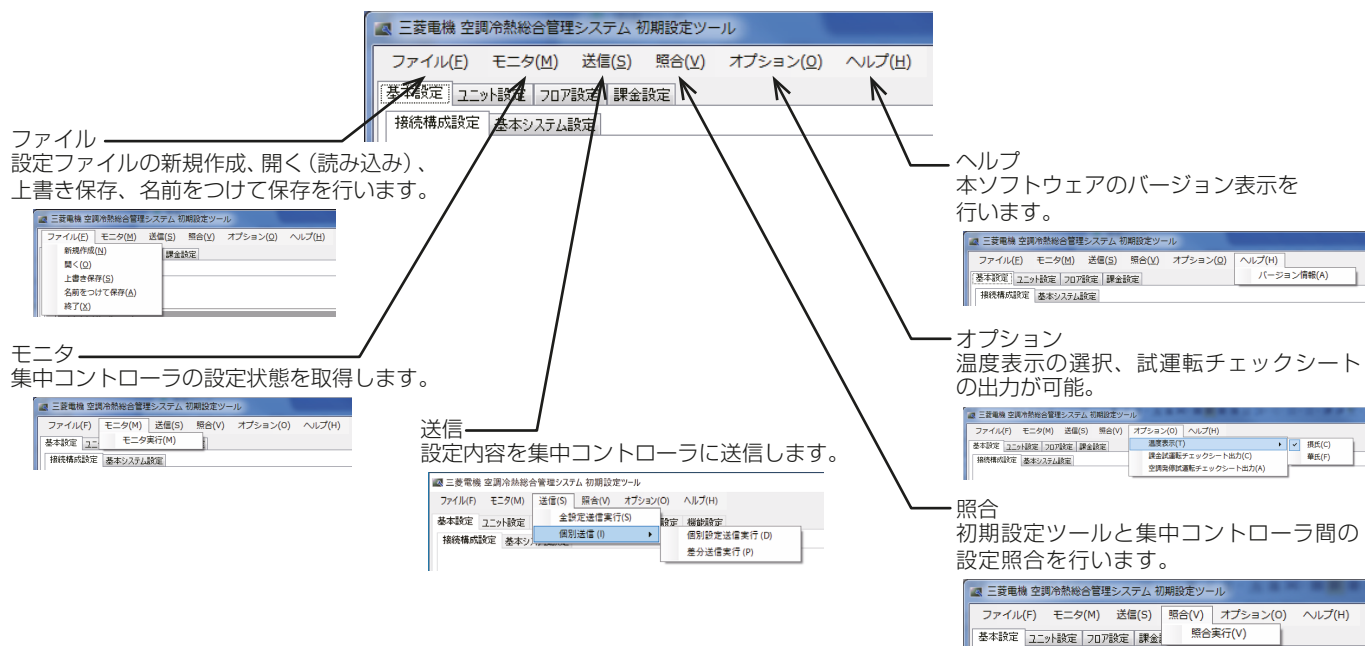 三菱電機 空調冷熱総合管理システム 初期設定ツール
ファイル(F) モニタ(M) 送信(S) 照合(V) オプション(O) ヘルプ(H)
基本設定 ユニット設定 フロア設定 課金設定
接続構成設定 基本システム設定
ファイル
設定ファイルの新規作成、開く（読み込み）、
上書き保存、名前をつけて保存を行います。
三菱電機 空調冷熱総合管理システム 初期設定ツール
ファイル(F) モニタ(M) 送信(S) 照合(V) オプション(O) ヘルプ(H)
新規作成(N) 課金設定
開く(O)
上書き保存(S)
名前をつけて保存(A)
終了(X)
モニタ
集中コントローラの設定状態を取得します。
三菱電機 空調冷熱総合管理システム 初期設定ツール
ファイル(F) モニタ(M) 送信(S) 照合(V) オプション(O) ヘルプ(H)
基本設定 ユニ モニタ実行(M)
接続構成設定 基本システム設定
送信
設定内容を集中コントローラに送信します。
三菱電機 空調冷熱総合管理システム 初期設定ツール
ファイル(F) モニタ(M) 送信(S) 照合(V) オプション(O) ヘルプ(H)
基本設定 ユニット設定 全設定送信実行(S) 設定 機能設定
接続構成設定 基本シ 個別送信(I) 個別設定送信実行(D)
差分送信実行(P)
ヘルプ
本ソフトウェアのバージョン表示を
行います。
三菱電機 空調冷熱総合管理システム 初期設定ツール
ファイル(F) モニタ(M) 送信(S) 照合(V) オプション(O) ヘルプ(H)
基本設定 ユニット設定 フロア設定 課金設定 バージョン情報(A)
接続構成設定 基本システム設定
オプション
温度表示の選択、試運転チェックシート
の出力が可能。
三菱電機 空調冷熱総合管理システム 初期設定ツール
ファイル(F) モニタ(M) 送信(S) 照合(V) オプション(O) ヘルプ(H)
基本設定 ユニット設定 フロア設定 課金設定 温度表示(T) 摂氏(C)
接続構成設定 基本システム設定 課金試運転チェックシート出力(C) 華氏(F)
空調発停試運転チェックシート出力(A)
照合
初期設定ツールと集中コントローラ間の
設定照合を行います。
三菱電機 空調冷熱総合管理システム 初期設定ツール
ファイル(F) モニタ(M) 送信(S) 照合(V) オプション(O) ヘルプ(H)
基本設定 ユニット設定 フロア設定 課金 照合実行(V)